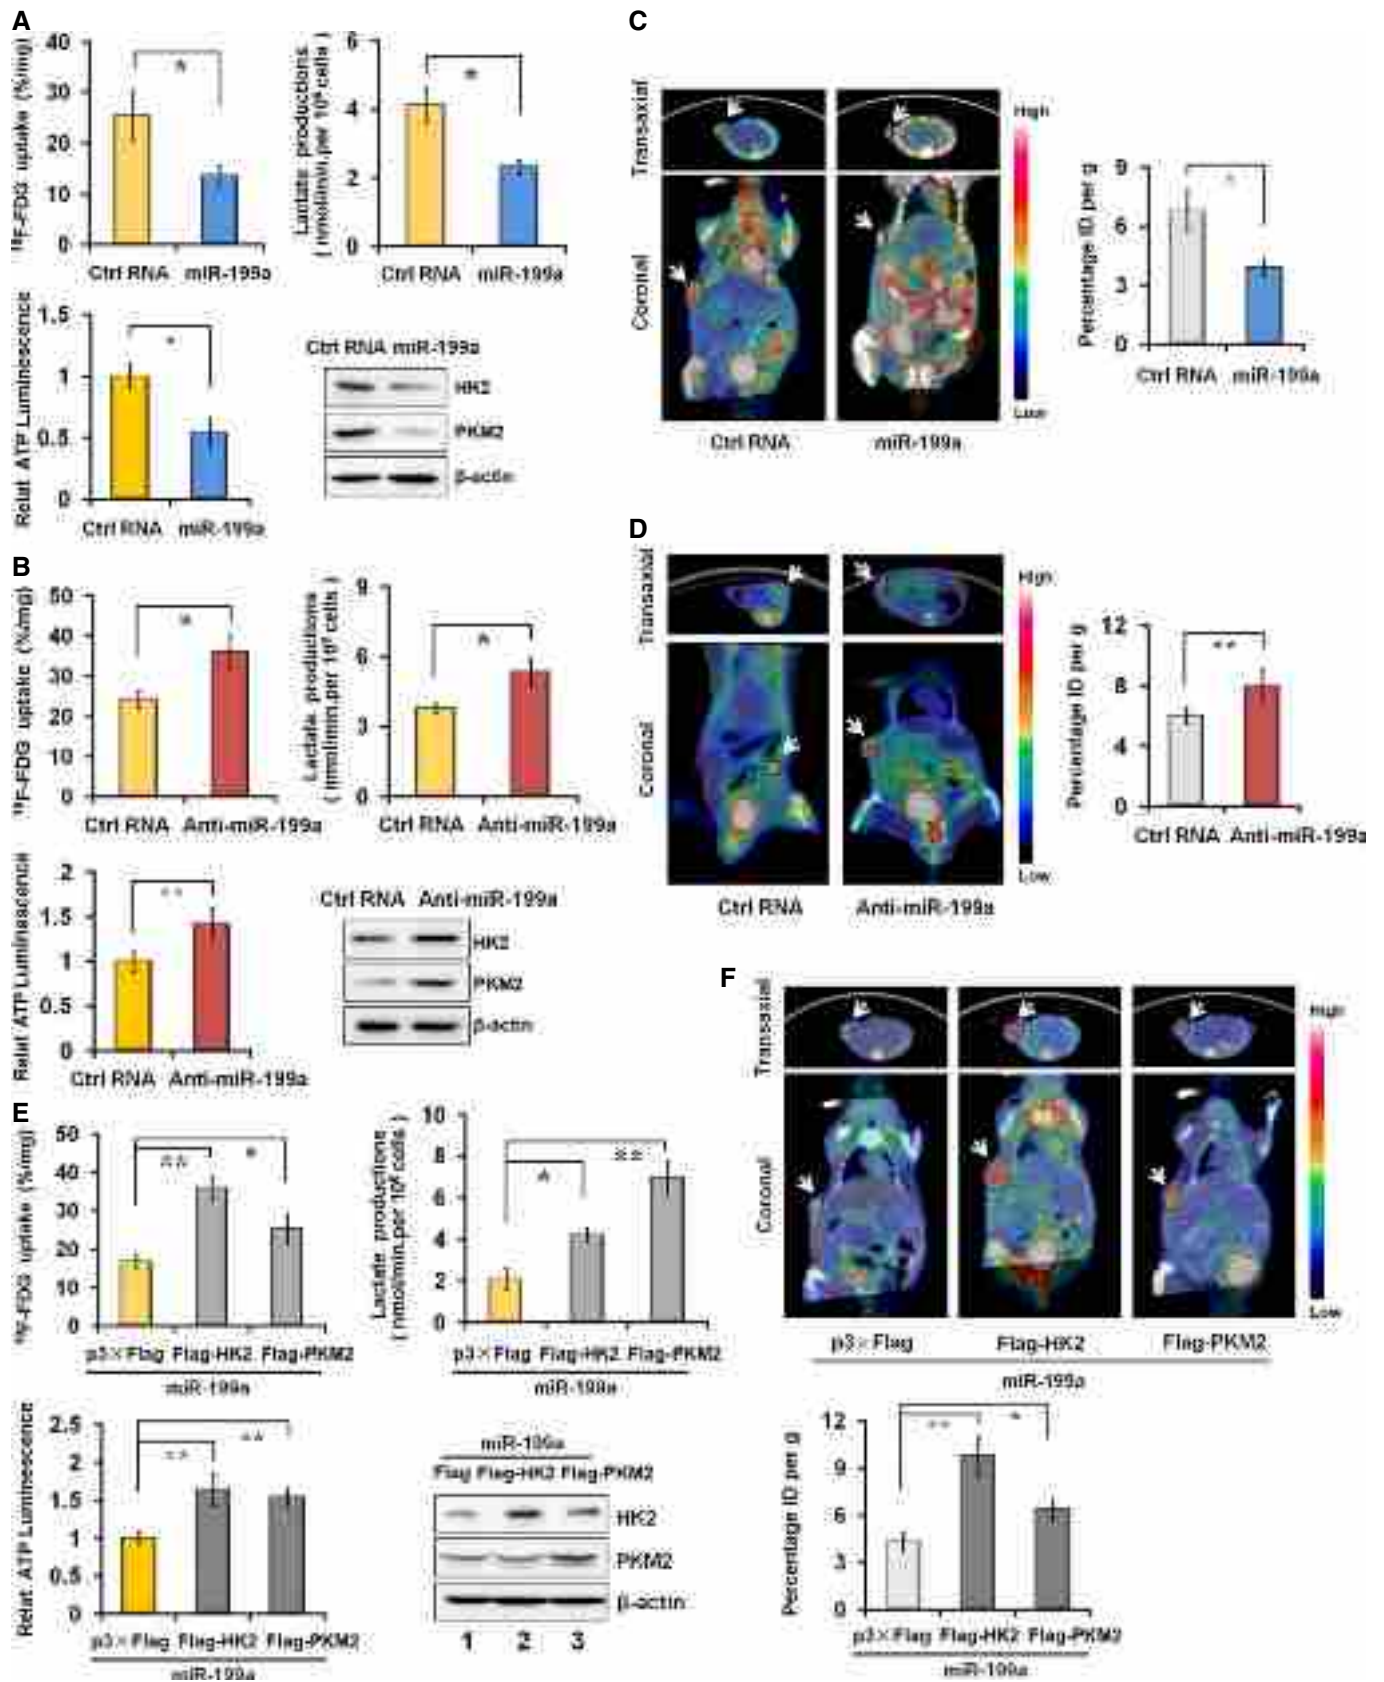 A
¹⁸F-FDG uptake (%/mg)
40
30
20
10
0
*
Ctrl RNA miR-199a
Lactate productions
( nmol/min.per 10⁶ cells )
6
4
2
0
*
Ctrl RNA miR-199a
Relat. ATP Luminescence
1.5
1
0.5
0
*
Ctrl RNA miR-199a
Ctrl RNA miR-199a
HK2
PKM2
β-actin
B
¹⁸F-FDG uptake (%/mg)
50
40
30
20
10
0
*
Ctrl RNA Anti-miR-199a
Lactate productions
( nmol/min.per 10⁶ cells )
9
6
3
0
*
Ctrl RNA Anti-miR-199a
Relat. ATP Luminascence
2
1.5
1
0.5
0
**
Ctrl RNA Anti-miR-199a
Ctrl RNA Anti-miR-199a
HK2
PKM2
β-actin
C
Transaxial
Coronal
High
Low
Ctrl RNA miR-199a
Percentage ID per g
9
6
3
0
*
Ctrl RNA miR-199a
D
Transaxial
Coronal
High
Low
Ctrl RNA Anti-miR-199a
Percentage ID per g
12
8
4
0
**
Ctrl RNA Anti-miR-199a
E
¹⁸F-FDG uptake (%/mg)
50
40
30
20
10
0
** *
p3×Flag Flag-HK2 Flag-PKM2
miR-199a
Lactate productions
( nmol/min.per 10⁶ cells )
10
8
6
4
2
0
* **
p3×Flag Flag-HK2 Flag-PKM2
miR-199a
Relat. ATP Luminescence
2.5
2
1.5
1
0.5
0
** **
p3×Flag Flag-HK2 Flag-PKM2
miR-199a
miR-199a
Flag Flag-HK2 Flag-PKM2
HK2
PKM2
β-actin
1 2 3
F
Transaxial
Coronal
High
Low
p3×Flag Flag-HK2 Flag-PKM2
miR-199a
Percentage ID per g
12
9
6
3
0
** *
p3×Flag Flag-HK2 Flag-PKM2
miR-199a